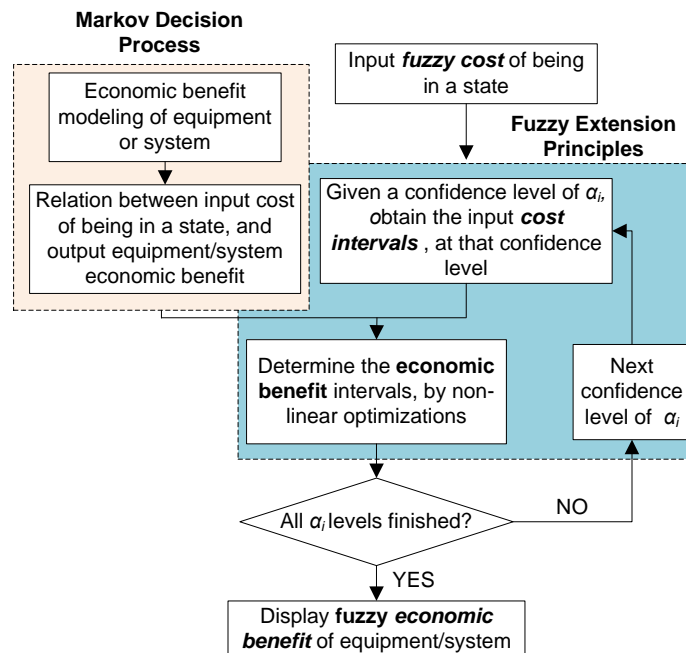 Markov Decision
Process
Economic benefit
modeling of equipment
or system
Relation between input cost
of being in a state, and
output equipment/system
economic benefit
Input fuzzy cost of being
in a state
Fuzzy Extension
Principles
Given a confidence level of αi,
obtain the input cost
intervals , at that confidence
level
Determine the economic
benefit intervals, by non-
linear optimizations
Next
confidence
level of αi
All αi levels finished?
NO
YES
Display fuzzy economic
benefit of equipment/system